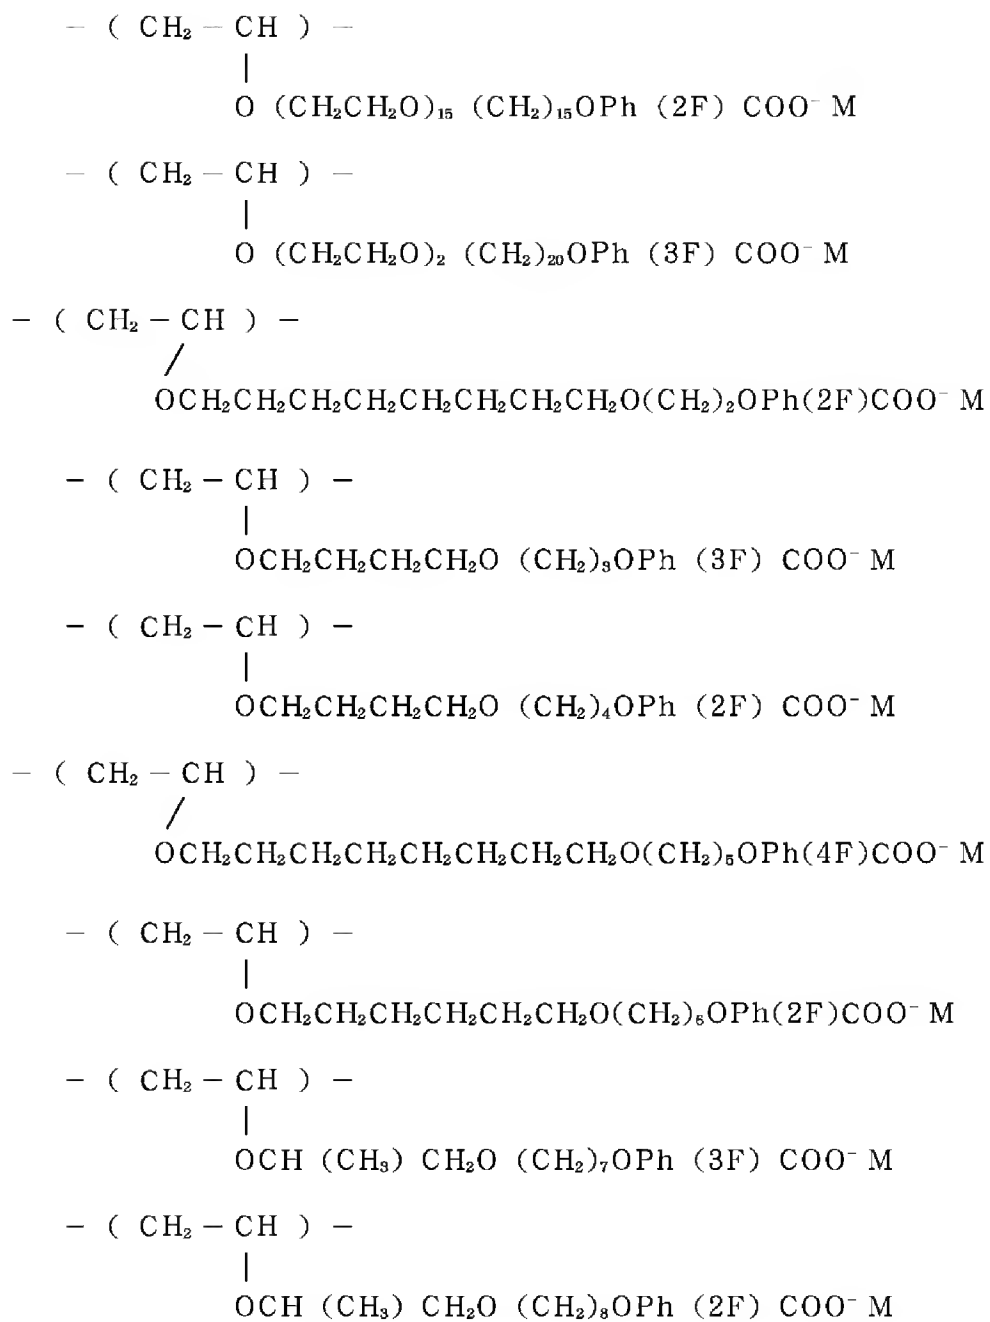 − ( CH₂ − CH ) −
|
O (CH₂CH₂O)₁₅ (CH₂)₁₅OPh (2F) COO⁻ M
− ( CH₂ − CH ) −
|
O (CH₂CH₂O)₂ (CH₂)₂₀OPh (3F) COO⁻ M
− ( CH₂ − CH ) −
/
OCH₂CH₂CH₂CH₂CH₂CH₂CH₂CH₂O(CH₂)₂OPh(2F)COO⁻ M
− ( CH₂ − CH ) −
|
OCH₂CH₂CH₂CH₂O (CH₂)₃OPh (3F) COO⁻ M
− ( CH₂ − CH ) −
|
OCH₂CH₂CH₂CH₂O (CH₂)₄OPh (2F) COO⁻ M
− ( CH₂ − CH ) −
/
OCH₂CH₂CH₂CH₂CH₂CH₂CH₂CH₂O(CH₂)₅OPh(4F)COO⁻ M
− ( CH₂ − CH ) −
|
OCH₂CH₂CH₂CH₂CH₂CH₂O(CH₂)₆OPh(2F)COO⁻ M
− ( CH₂ − CH ) −
|
OCH (CH₃) CH₂O (CH₂)₇OPh (3F) COO⁻ M
− ( CH₂ − CH ) −
|
OCH (CH₃) CH₂O (CH₂)₈OPh (2F) COO⁻ M